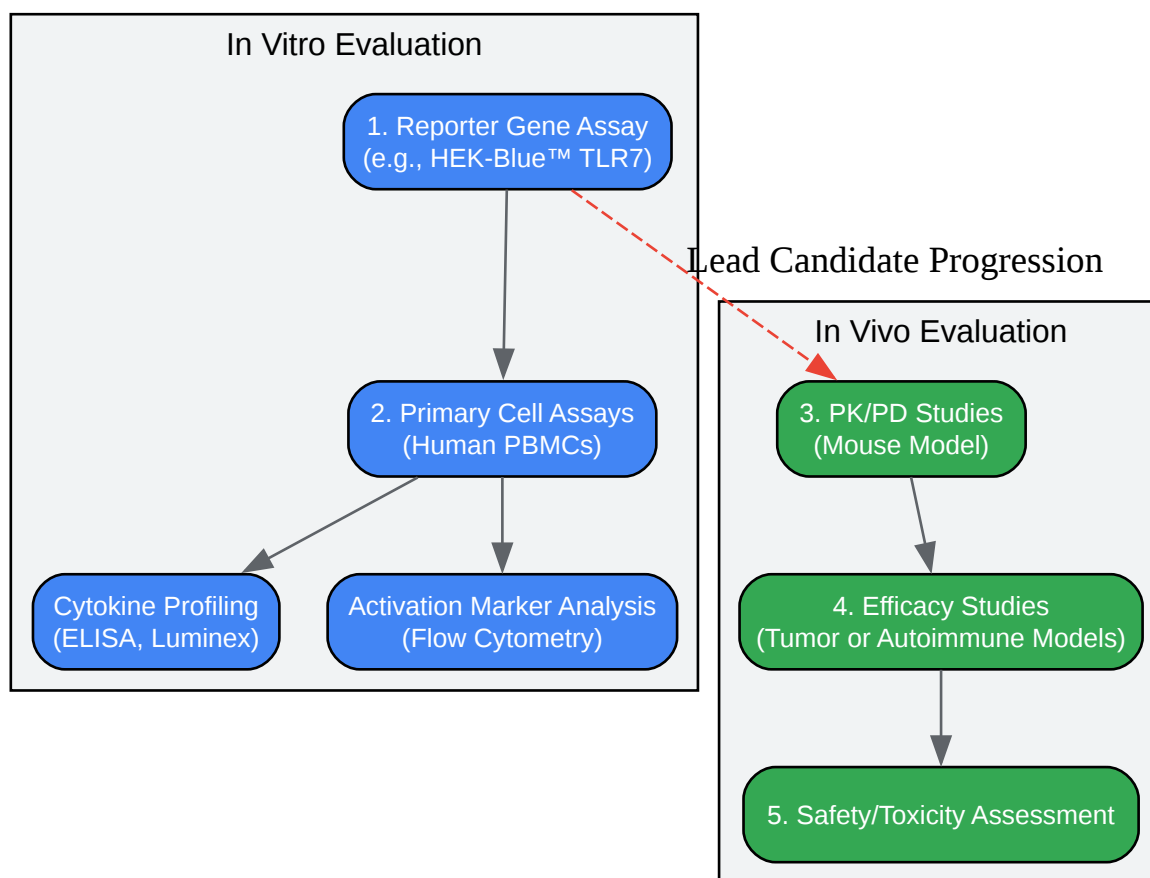 In Vitro Evaluation
1. Reporter Gene Assay
(e.g., HEK-Blue™ TLR7)
Lead Candidate Progression
In Vivo Evaluation
2. Primary Cell Assays
(Human PBMCs)
3. PK/PD Studies
(Mouse Model)
Cytokine Profiling
(ELISA, Luminex)
Activation Marker Analysis
(Flow Cytometry)
4. Efficacy Studies
(Tumor or Autoimmune Models)
5. Safety/Toxicity Assessment